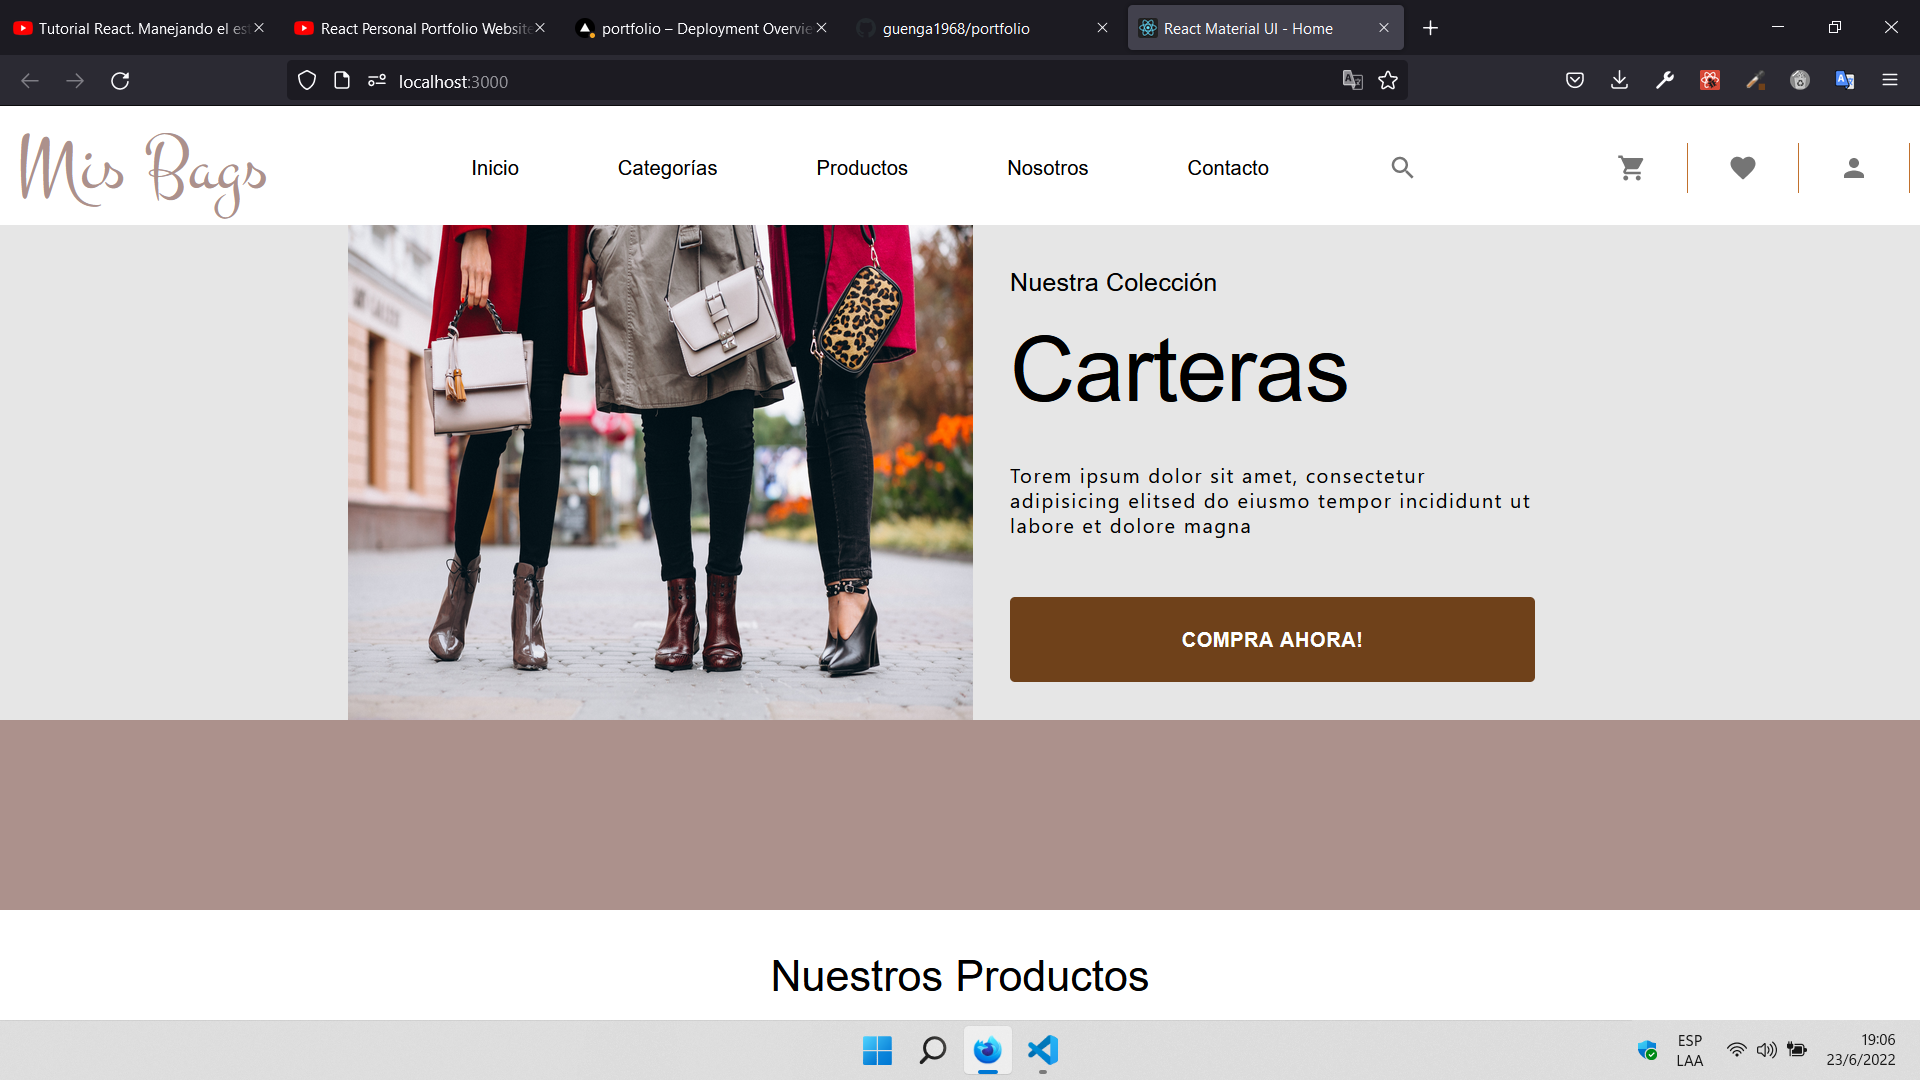 Tutorial React. Manejando el es
React Personal Portfolio Website
portfolio – Deployment Overvie
guenga1968/portfolio
React Material UI - Home
localhost:3000
Mis Bags
Inicio
Categorías
Productos
Nosotros
Contacto
Nuestra Colección
Carteras
Torem ipsum dolor sit amet, consectetur
adipisicing elitsed do eiusmo tempor incididunt ut
labore et dolore magna
COMPRA AHORA!
Nuestros Productos
ESP
LAA
19:06
23/6/2022